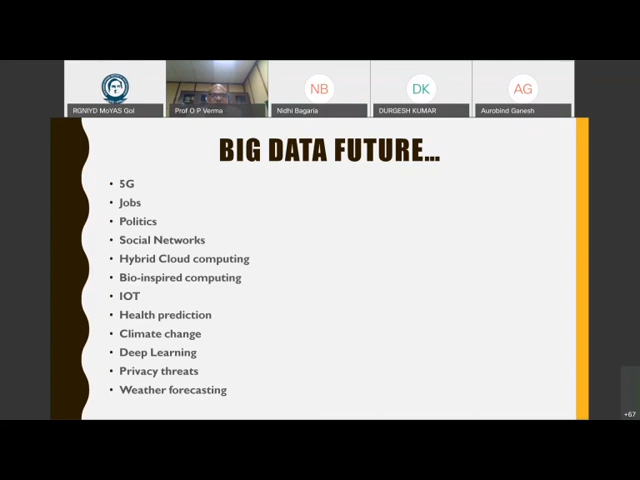 NB
DK
AG
RGNIYD MoYAS GoI
Prof O P Verma
Nidhi Bagaria
DURGESH KUMAR
Aurobind Ganesh
BIG DATA FUTURE...
• 5G
• Jobs
• Politics
• Social Networks
• Hybrid Cloud computing
• Bio-inspired computing
• IOT
• Health prediction
• Climate change
• Deep Learning
• Privacy threats
• Weather forecasting
+67